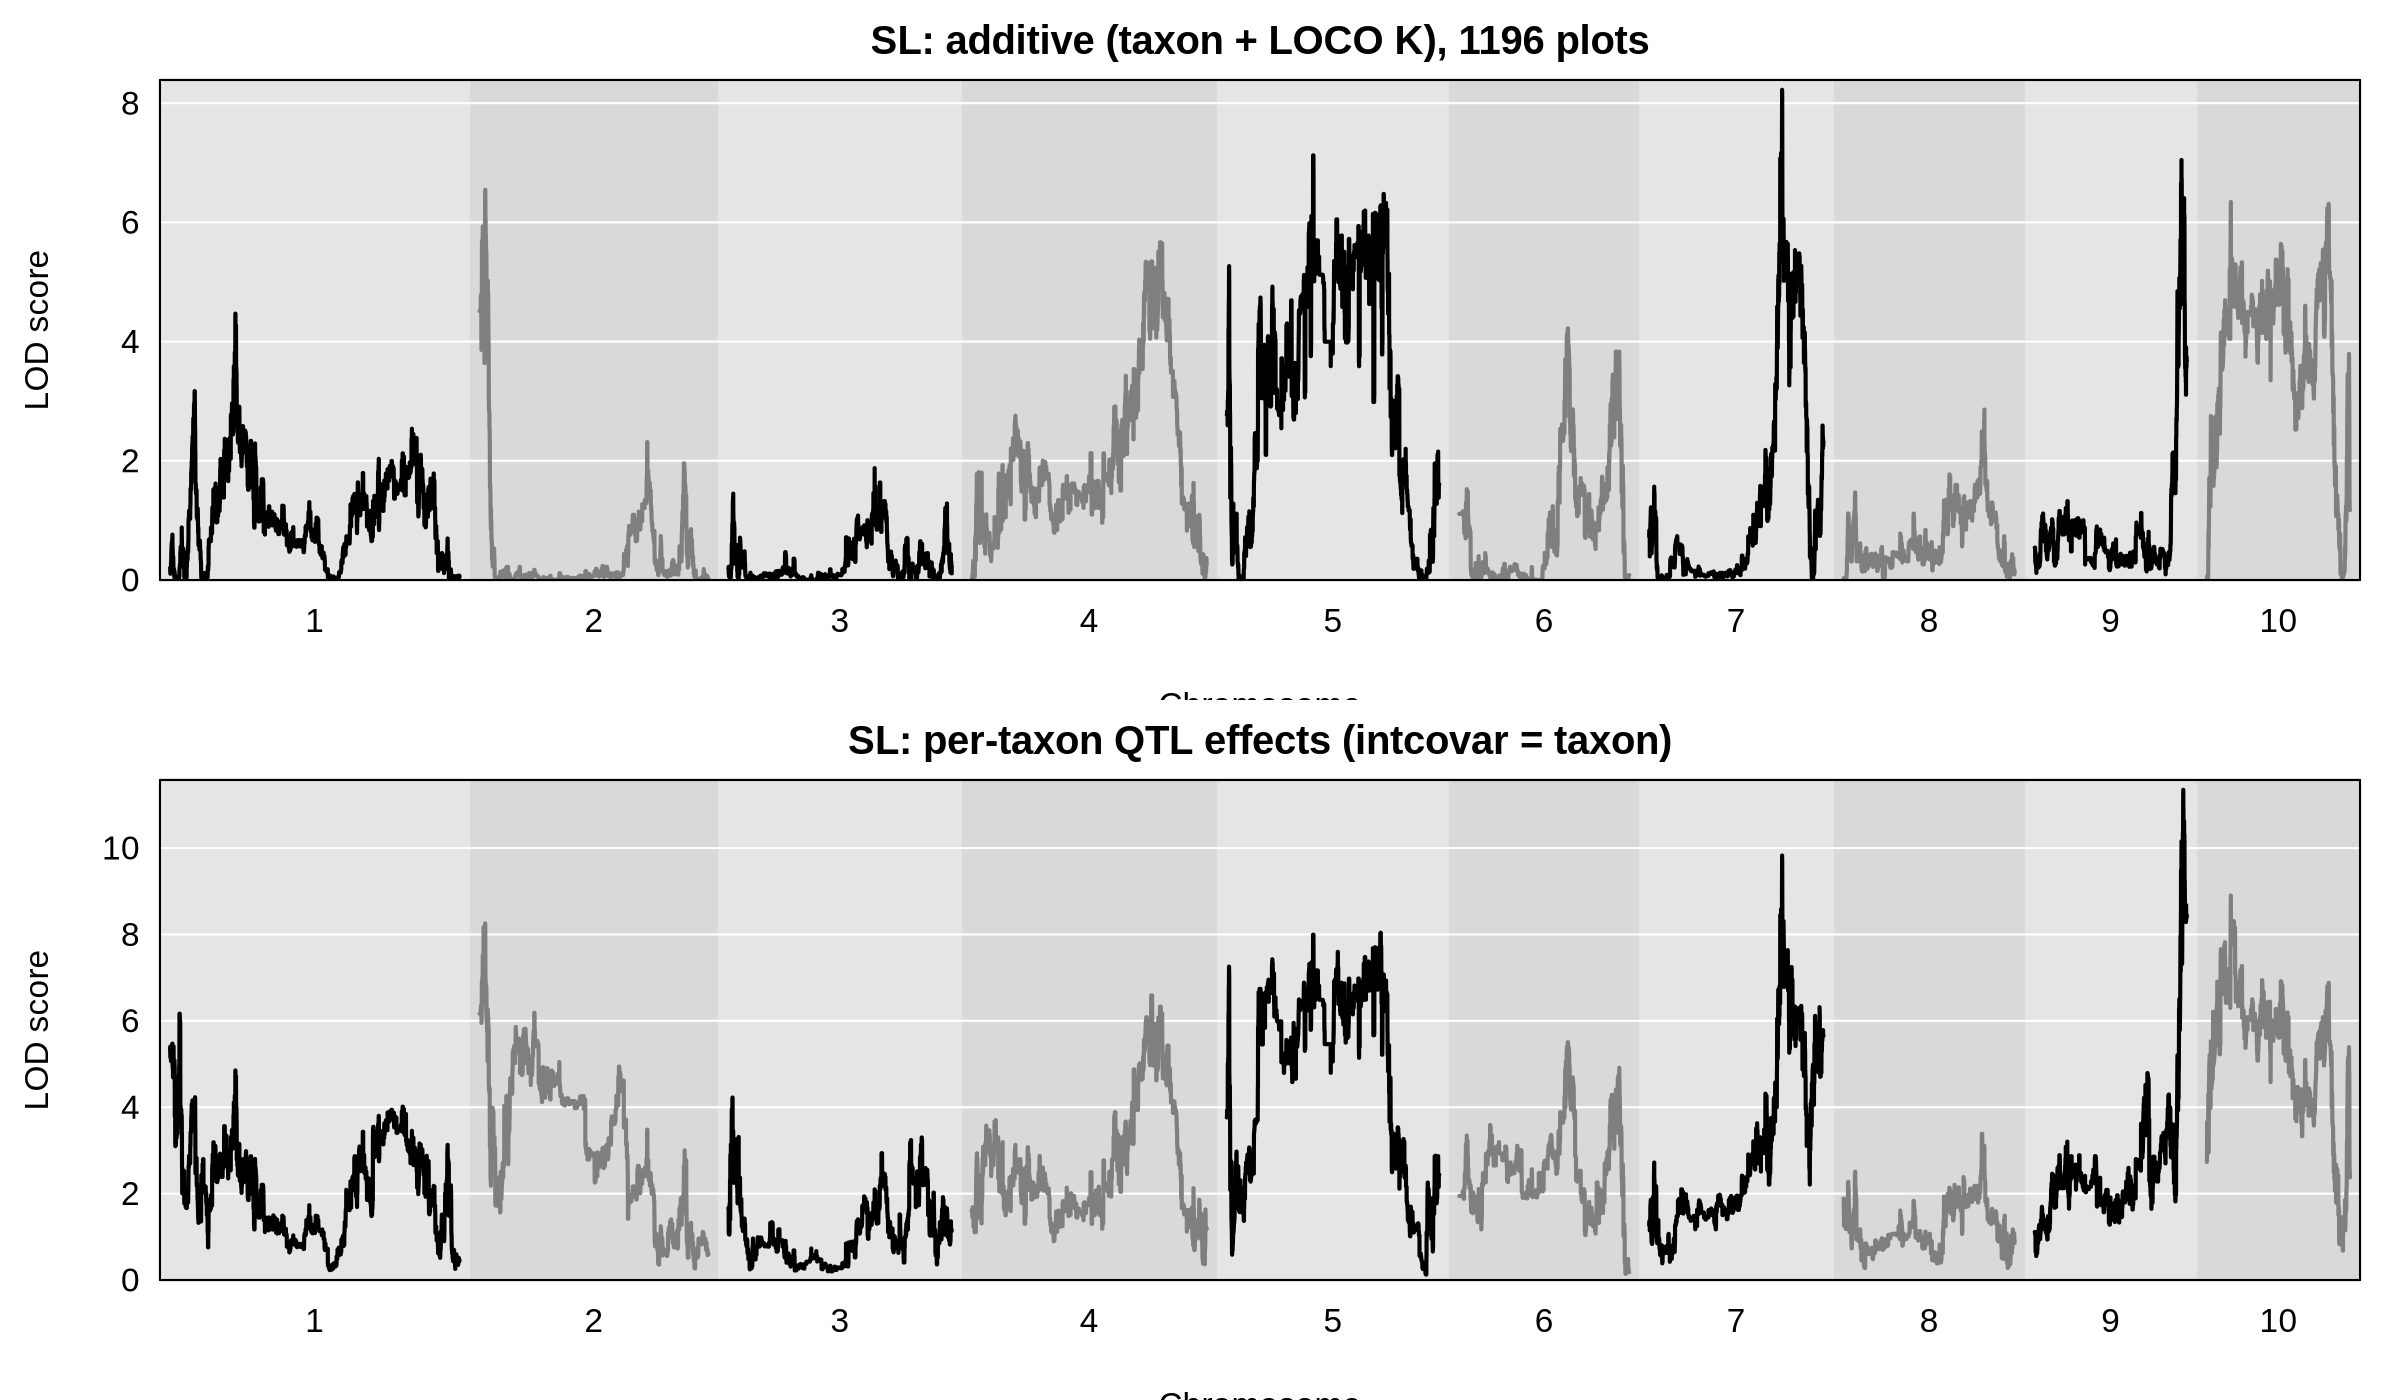 SL: additive (taxon + LOCO K), 1196 plots
8
6
4
2
0
LOD score
1 2 3 4 5 6 7 8 9 10
Chromosome
SL: per-taxon QTL effects (intcovar = taxon)
10
8
6
4
2
0
LOD score
1 2 3 4 5 6 7 8 9 10
Chromosome